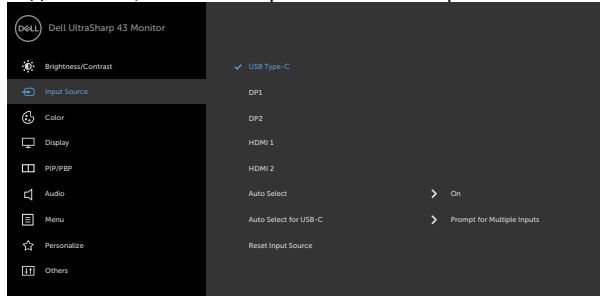 DELL Dell UltraSharp 43 Monitor
Brightness/Contrast
USB Type-C
Input Source
DP1
Color
DP2
Display
HDMI 1
PIP/PBP
HDMI 2
Audio
Auto Select
On
Menu
Auto Select for USB-C
Prompt for Multiple Inputs
Personalize
Reset Input Source
Others